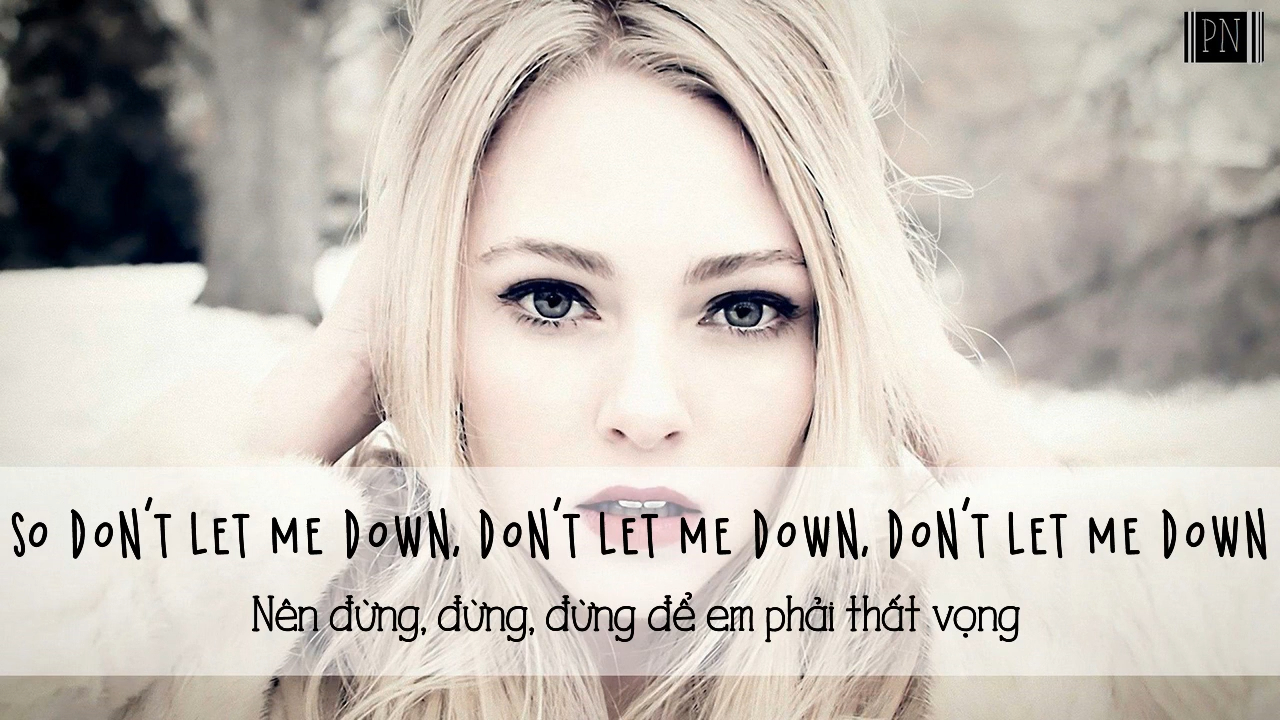 PN
SO DON'T LET ME DOWN, DON'T LET ME DOWN, DON'T LET ME DOWN
Nên đừng, đừng, đừng để em phải thất vọng